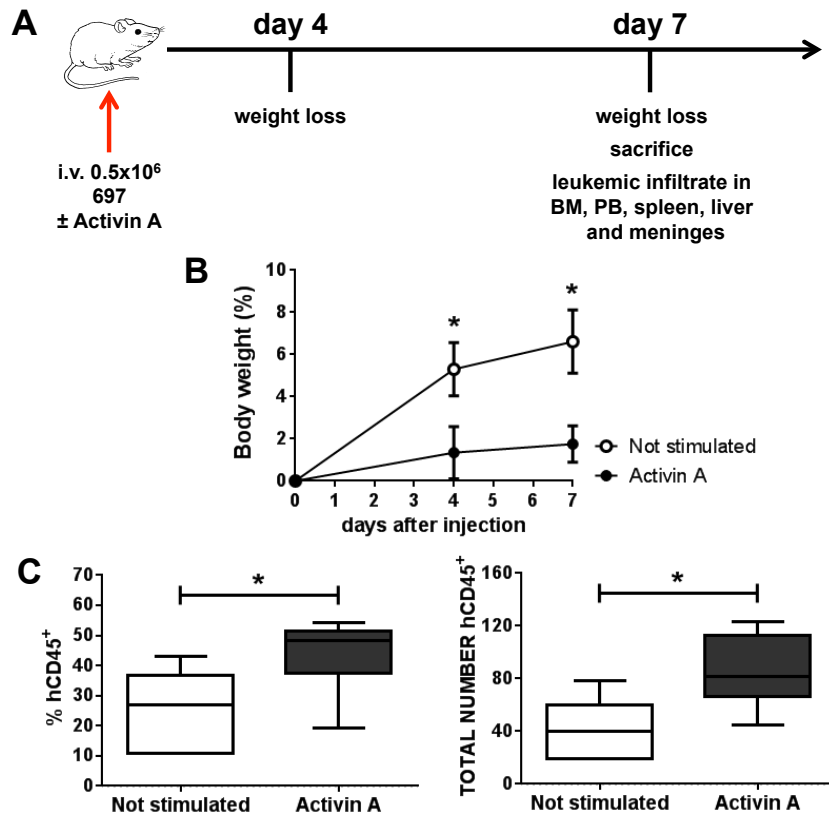 A
day 4
day 7
weight loss
weight loss
sacrifice
leukemic infiltrate in
BM, PB, spleen, liver
and meninges
i.v. 0.5x10⁶
697
± Activin A
B
Body weight (%)
10
8
6
4
2
0
* *
0 1 2 3 4 5 6 7
days after injection
Not stimulated
Activin A
C
% hCD45⁺
70
60
50
40
30
20
10
0
*
Not stimulated Activin A
TOTAL NUMBER hCD45⁺
160
120
80
40
0
*
Not stimulated Activin A